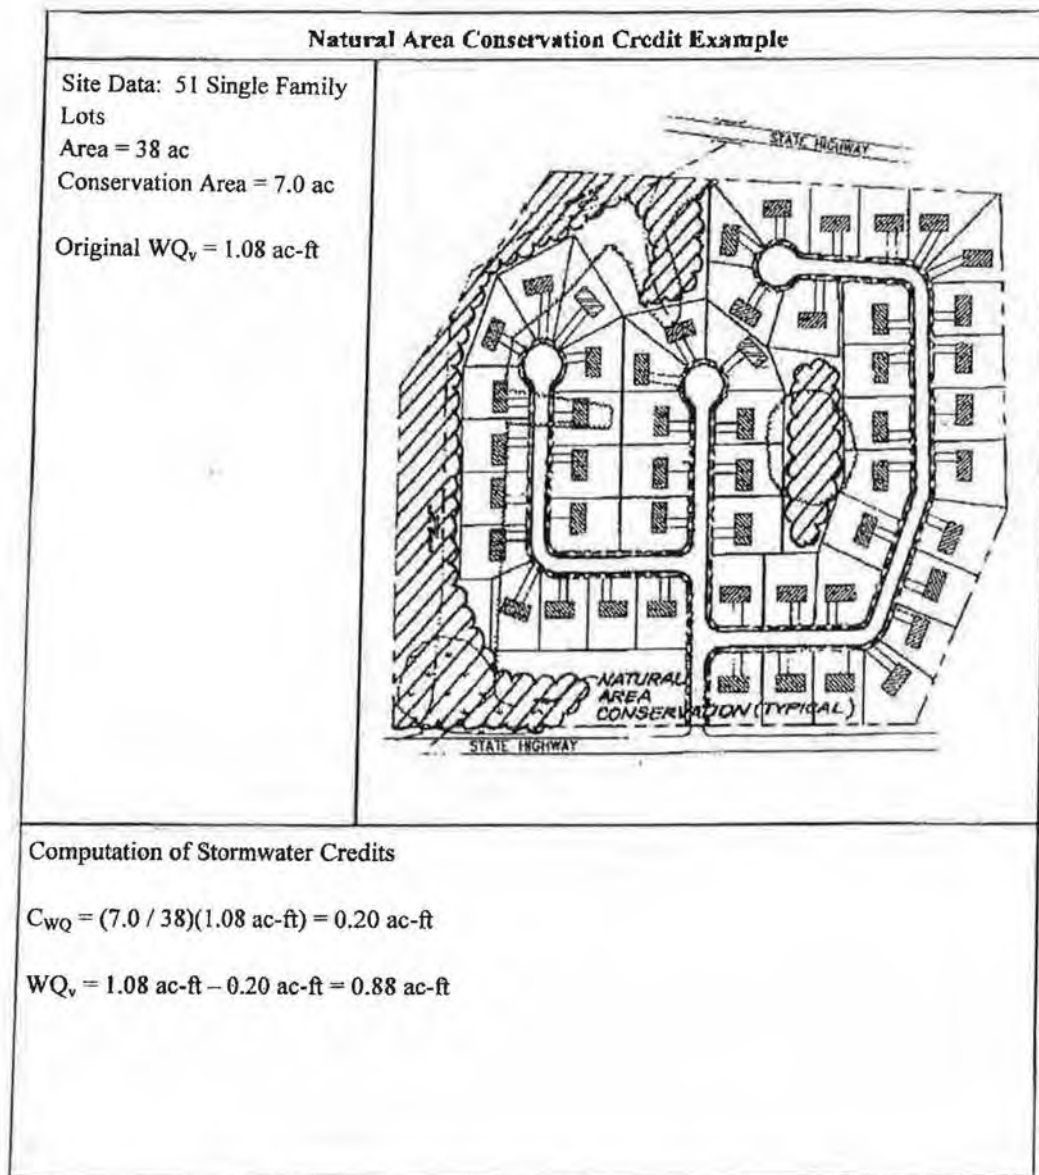 Natural Area Conservation Credit Example
Site Data: 51 Single Family
Lots
Area = 38 ac
Conservation Area = 7.0 ac
Original WQv = 1.08 ac-ft
STATE HIGHWAY
NATURAL
AREA
CONSERVATION (TYPICAL)
STATE HIGHWAY
Computation of Stormwater Credits
CWQ = (7.0 / 38)(1.08 ac-ft) = 0.20 ac-ft
WQv = 1.08 ac-ft – 0.20 ac-ft = 0.88 ac-ft